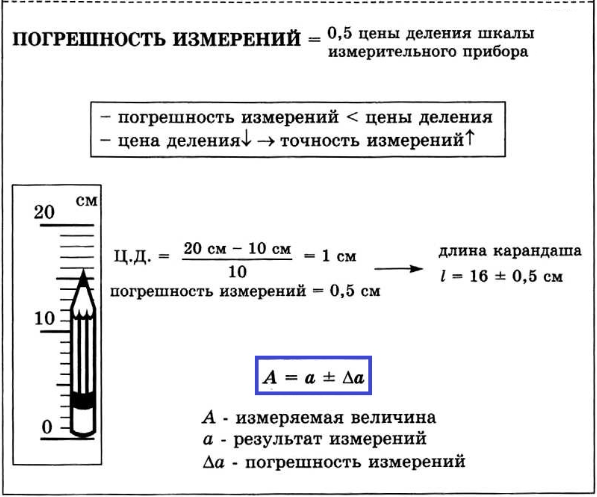 ПОГРЕШНОСТЬ ИЗМЕРЕНИЙ = 0,5 цены деления шкалы
измерительного прибора
– погрешность измерений < цены деления
– цена деления↓ → точность измерений↑
см
20
10
0
Ц.Д. = 20 см – 10 см / 10 = 1 см
погрешность измерений = 0,5 см
длина карандаша
l = 16 ± 0,5 см
A = a ± Δa
A - измеряемая величина
a - результат измерений
Δa - погрешность измерений